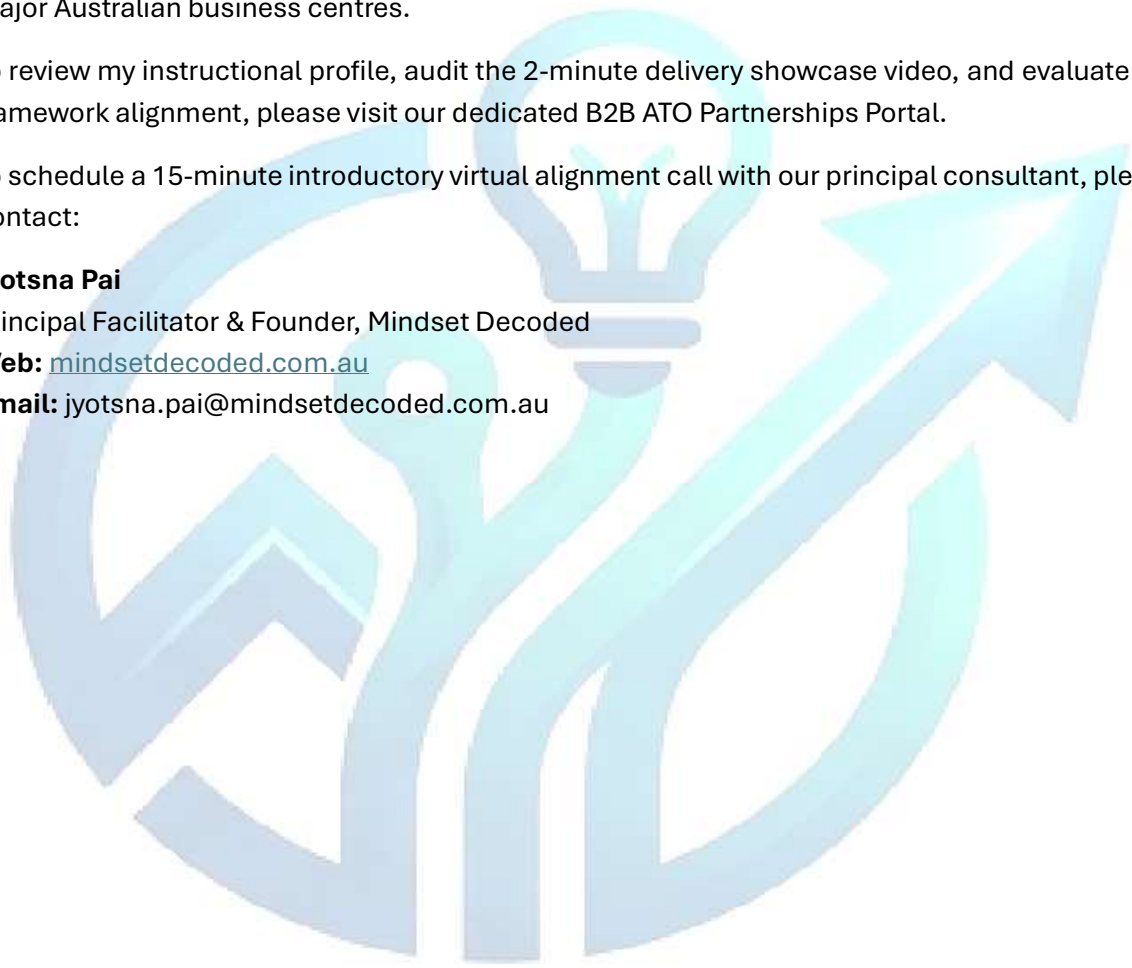 ajor Australian business centres.
o review my instructional profile, audit the 2-minute delivery showcase video, and evaluate
amework alignment, please visit our dedicated B2B ATO Partnerships Portal.
o schedule a 15-minute introductory virtual alignment call with our principal consultant, ple
ontact:
otsna Pai
incipal Facilitator & Founder, Mindset Decoded
eb: mindsetdecoded.com.au
mail: jyotsna.pai@mindsetdecoded.com.au